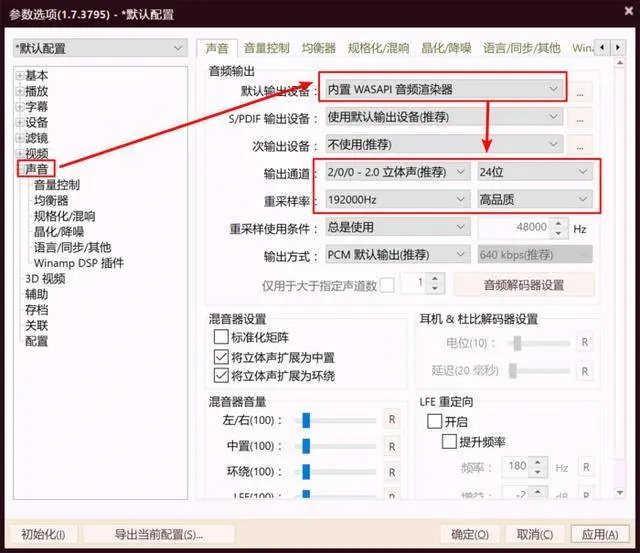 参数选项(1.7.3795) - *默认配置
*默认配置
基本
播放
字幕
设备
滤镜
视频
声音
音量控制
均衡器
规格化/混响
晶化/降噪
语言/同步/其他
Winamp DSP 插件
3D 视频
辅助
存档
关联
配置
声音 音量控制 均衡器 规格化/混响 晶化/降噪 语言/同步/其他 Wina
音频输出
默认输出设备: 内置 WASAPI 音频渲染器 ...
S/PDIF 输出设备: 使用默认输出设备(推荐) ...
次输出设备: 不使用(推荐) ...
输出通道: 2/0/0 - 2.0 立体声(推荐) 24位
重采样率: 192000Hz 高品质
重采样使用条件: 总是使用 48000 Hz
输出方式: PCM 默认输出(推荐) 640 kbps(推荐)
仅用于大于指定声道数 1 音频解码器设置
混音器设置
标准化矩阵
将立体声扩展为中置
将立体声扩展为环绕
耳机 & 杜比解码器设置
电位(10): R
延迟(20 毫秒) R
混音器音量
左/右(100): R
中置(100): R
环绕(100): R
LFE(100): R
LFE 重定向
开启
提升频率
频率: 180 Hz
增益: -2 dB
初始化(I) 导出当前配置(S)... 确定(O) 取消(C) 应用(A)